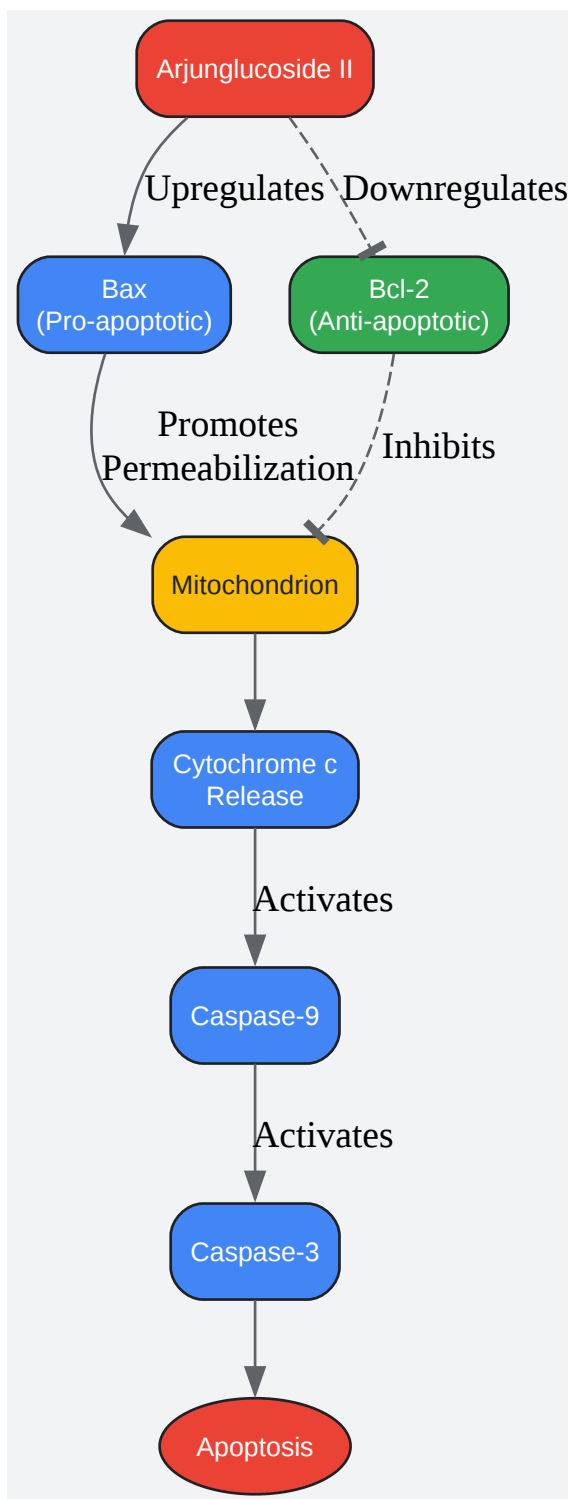 Arjunglucoside II
Upregulates
Downregulates
Bax
(Pro-apoptotic)
Bcl-2
(Anti-apoptotic)
Promotes
Permeabilization
Inhibits
Mitochondrion
Cytochrome c
Release
Activates
Caspase-9
Activates
Caspase-3
Apoptosis